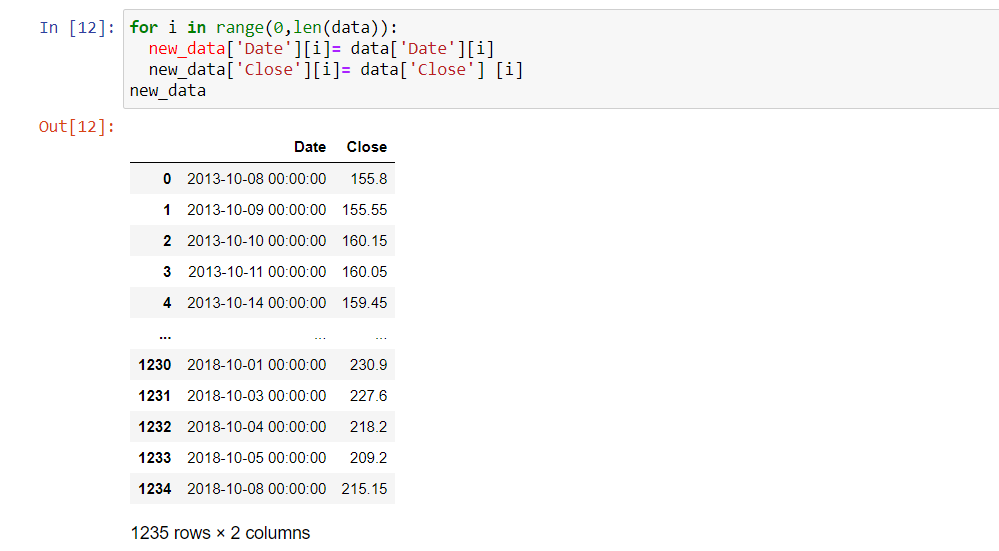 In [12]: for i in range(0,len(data)):
  new_data['Date'][i]= data['Date'][i]
  new_data['Close'][i]= data['Close'] [i]
new_data
Out[12]:
Date Close
0 2013-10-08 00:00:00 155.8
1 2013-10-09 00:00:00 155.55
2 2013-10-10 00:00:00 160.15
3 2013-10-11 00:00:00 160.05
4 2013-10-14 00:00:00 159.45
... ... ...
1230 2018-10-01 00:00:00 230.9
1231 2018-10-03 00:00:00 227.6
1232 2018-10-04 00:00:00 218.2
1233 2018-10-05 00:00:00 209.2
1234 2018-10-08 00:00:00 215.15
1235 rows × 2 columns